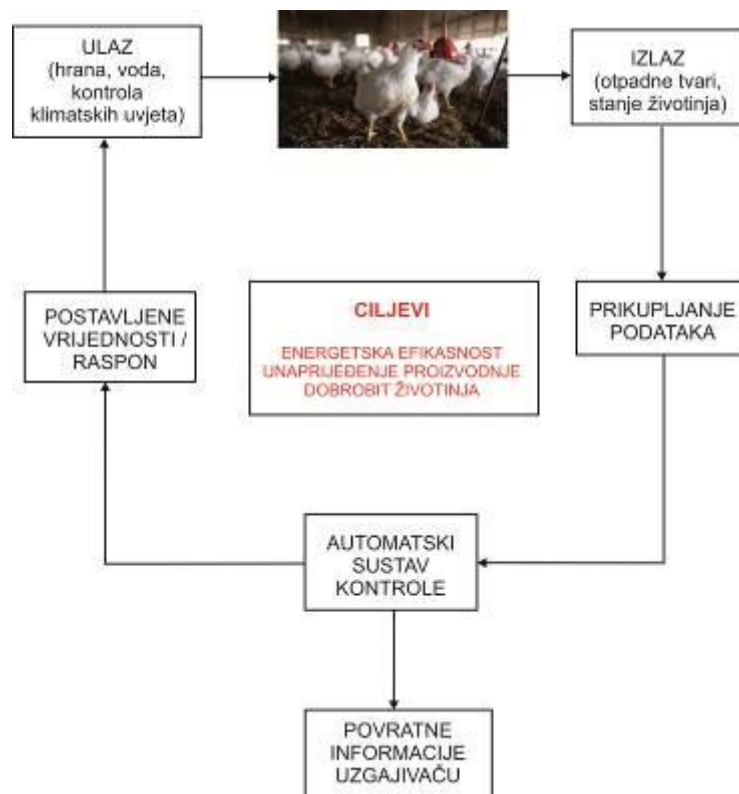 ULAZ
(hrana, voda,
kontrola
klimatskih uvjeta)
IZLAZ
(otpadne tvari,
stanje životinja)
POSTAVLJENE
VRIJEDNOSTI /
RASPON
CILJEVI
ENERGETSKA EFIKASNOST
UNAPRIJEĐENJE PROIZVODNJE
DOBROBIT ŽIVOTINJA
PRIKUPLJANJE
PODATAKA
AUTOMATSKI
SUSTAV
KONTROLE
POVRATNE
INFORMACIJE
UZGAJIVAČU